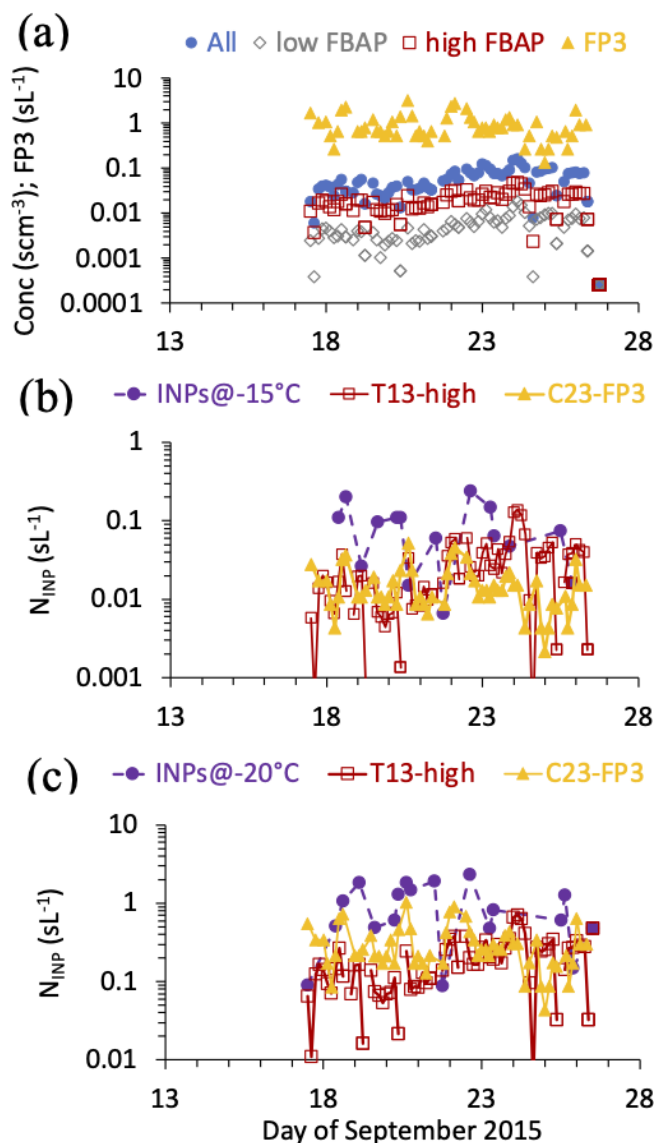 (a)
All low FBAP high FBAP FP3
Conc (scm⁻³); FP3 (sL⁻¹)
10
1
0.1
0.01
0.001
0.0001
13 18 23 28
(b)
INPs@-15°C T13-high C23-FP3
N_INP (sL⁻¹)
1
0.1
0.01
0.001
13 18 23 28
(c)
INPs@-20°C T13-high C23-FP3
N_INP (sL⁻¹)
10
1
0.1
0.01
13 18 23 28
Day of September 2015